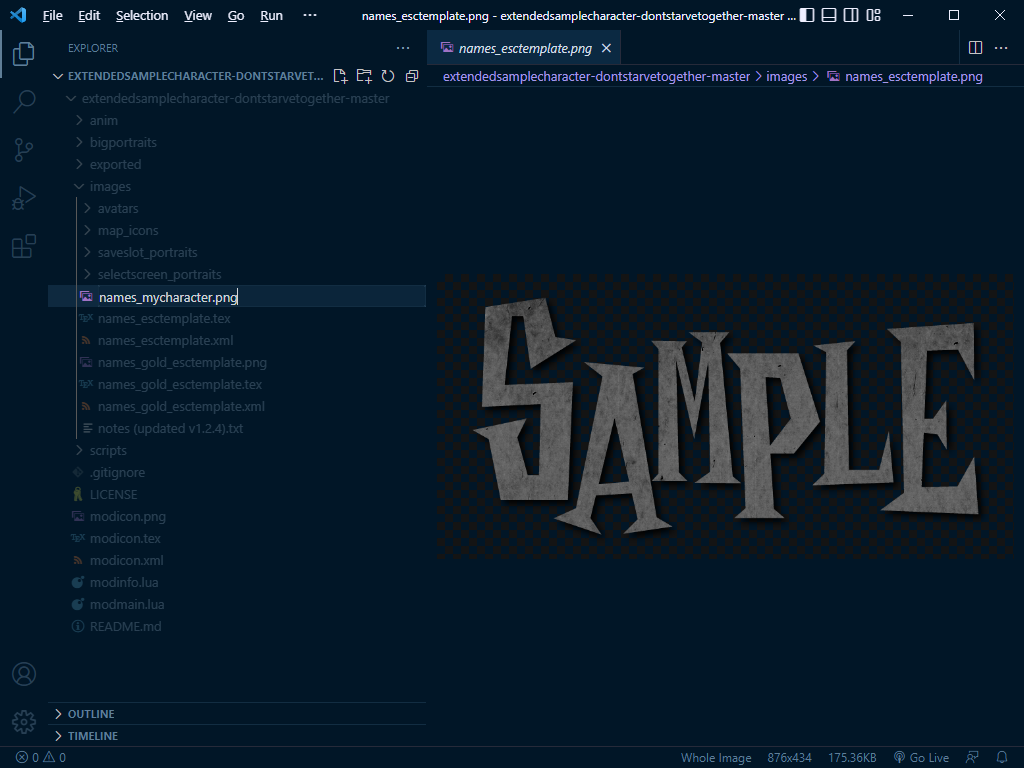 File Edit Selection View Go Run ··· names_esctemplate.png - extendedsamplecharacter-dontstarvetogether-master ...
EXPLORER ···
names_esctemplate.png
EXTENDEDSAMPLECHARACTER-DONTSTARVET...
extendedsamplecharacter-dontstarvetogether-master > images > names_esctemplate.png
extendedsamplecharacter-dontstarvetogether-master
anim
bigportraits
exported
images
avatars
map_icons
saveslot_portraits
selectscreen_portraits
names_mycharacter.png
names_esctemplate.tex
names_esctemplate.xml
names_gold_esctemplate.png
names_gold_esctemplate.tex
names_gold_esctemplate.xml
notes (updated v1.2.4).txt
scripts
.gitignore
LICENSE
modicon.png
modicon.tex
modicon.xml
modinfo.lua
modmain.lua
README.md
SAMPLE
OUTLINE
TIMELINE
0 0 Whole Image 876x434 175.36KB Go Live